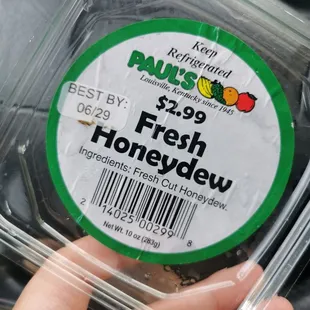 Keep
Refrigerated
PAUL'S
Louisville, Kentucky since 1945
BEST BY:
06/29
$2.99
Fresh
Honeydew
Ingredients: Fresh Cut Honeydew.
2 14025 00299 8
Net Wt. 10 oz (283g)